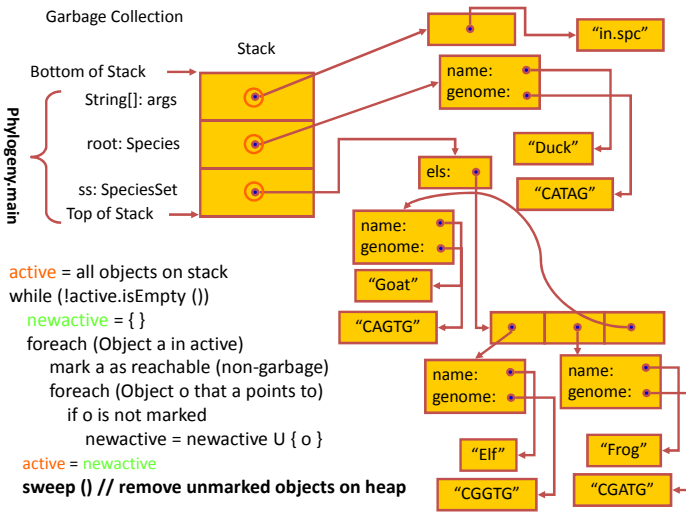 Garbage Collection
Stack
Bottom of Stack
String[]: args
root: Species
ss: SpeciesSet
Top of Stack
Phylogeny.main
"in.spc"
name:
genome:
"Duck"
"CATAG"
els:
name:
genome:
"Goat"
"CAGTG"
name:
genome:
"Elf"
"CGGTG"
name:
genome:
"Frog"
"CGATG"
active = all objects on stack
while (!active.isEmpty ())
newactive = { }
foreach (Object a in active)
mark a as reachable (non-garbage)
foreach (Object o that a points to)
if o is not marked
newactive = newactive U { o }
active = newactive
sweep () // remove unmarked objects on heap